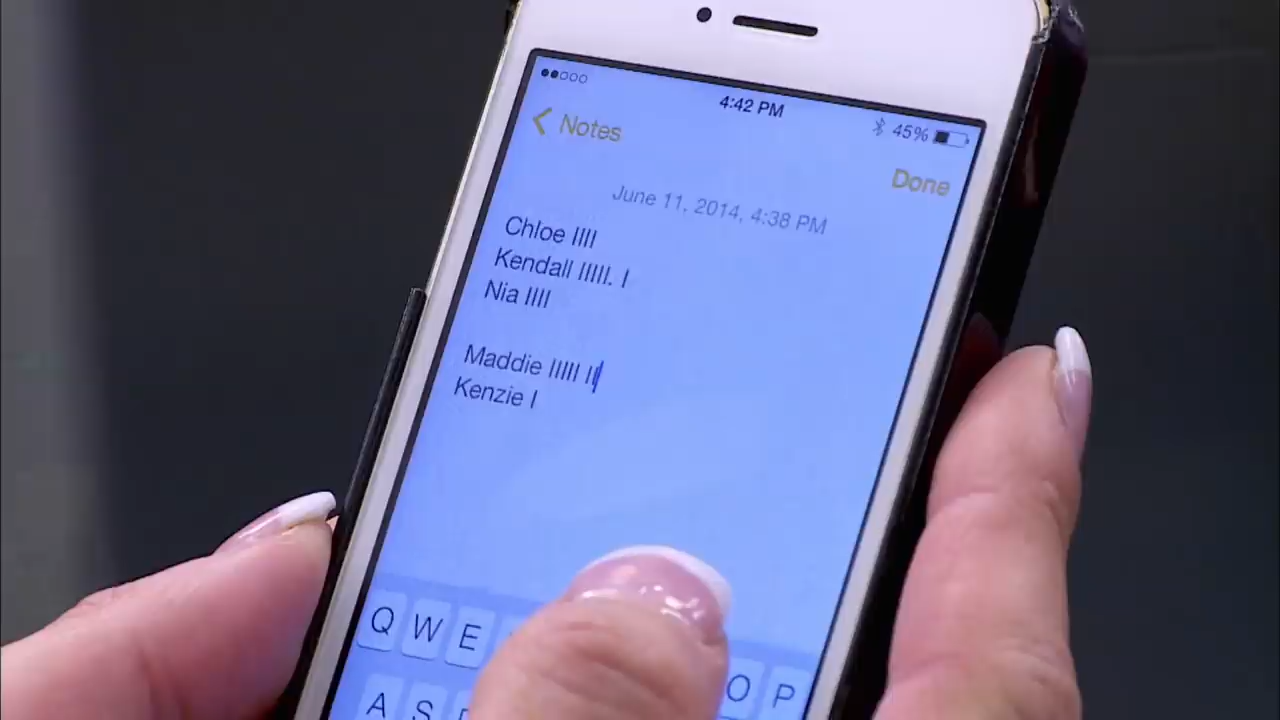 4:42 PM
45%
Notes
Done
June 11, 2014, 4:38 PM
Chloe IIII
Kendall IIIII. I
Nia IIII
Maddie IIIII II
Kenzie I
Q W E O P
A S